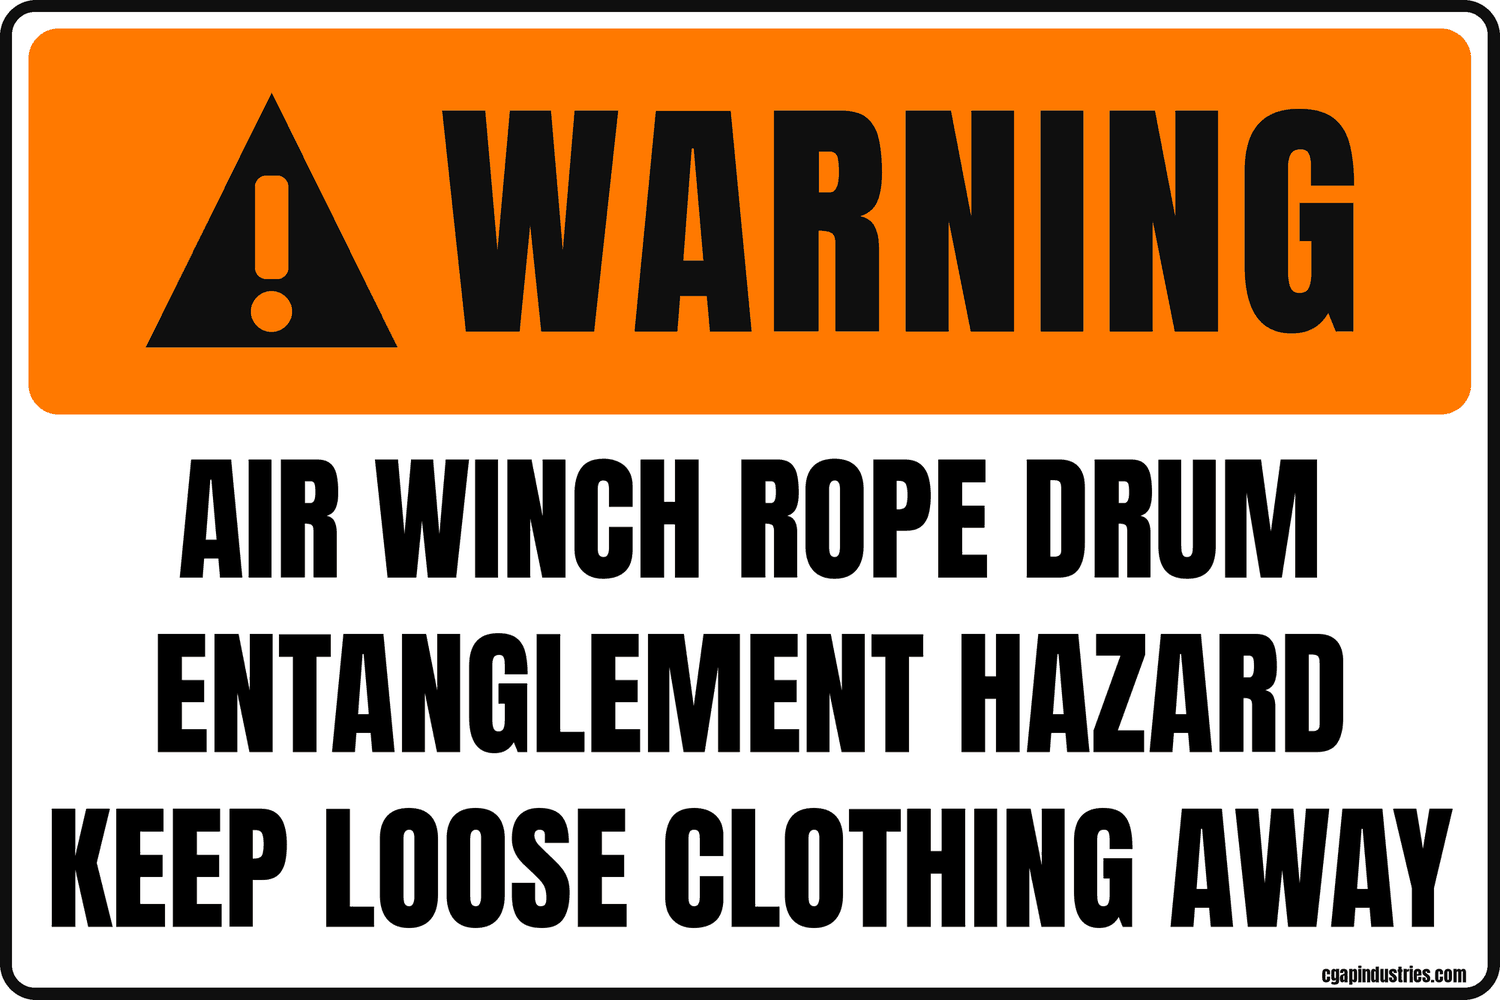 WARNING
AIR WINCH ROPE DRUM
ENTANGLEMENT HAZARD
KEEP LOOSE CLOTHING AWAY
cgapindustries.com